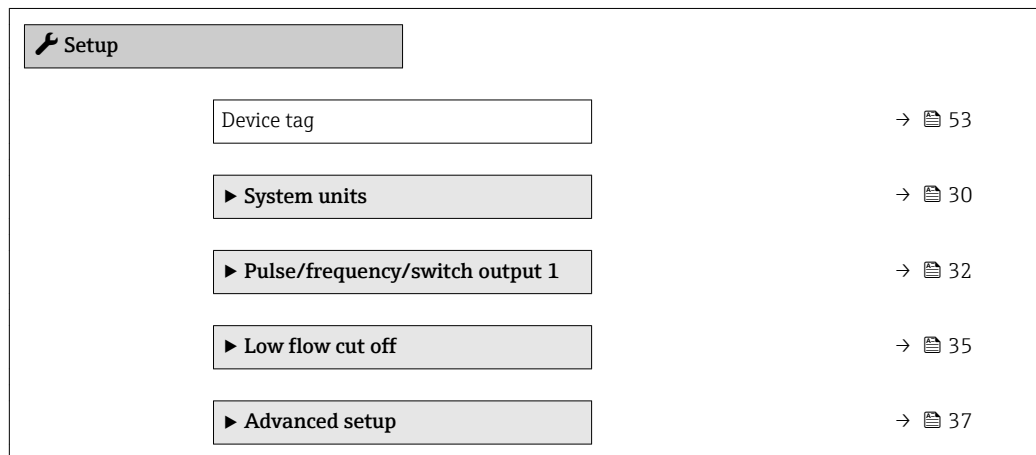 Setup
Device tag → 53
► System units → 30
► Pulse/frequency/switch output 1 → 32
► Low flow cut off → 35
► Advanced setup → 37